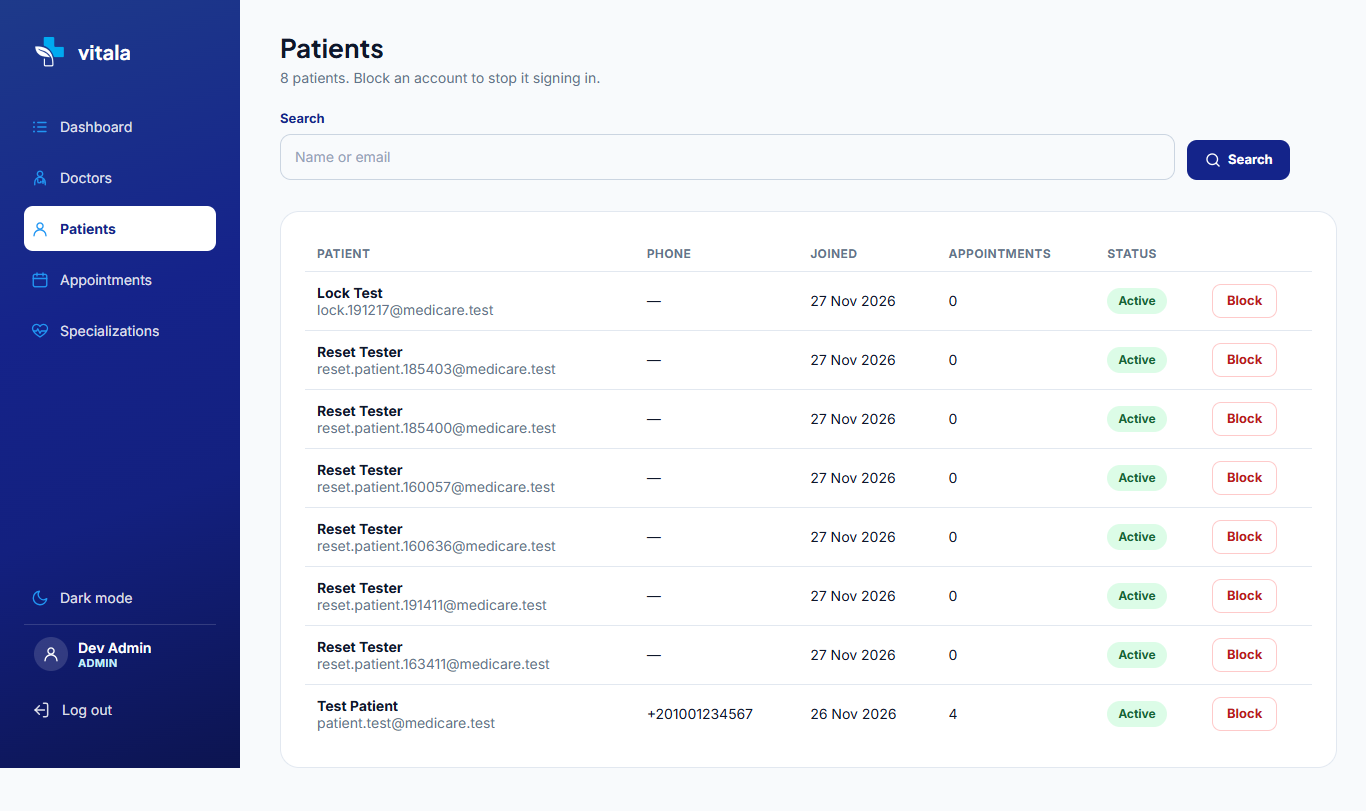 vitala
Dashboard
Doctors
Patients
Appointments
Specializations
Dark mode
Dev Admin
ADMIN
Log out
Patients
8 patients. Block an account to stop it signing in.
Search
Name or email
Search
PATIENT PHONE JOINED APPOINTMENTS STATUS
Lock Test
lock.191217@medicare.test
— 27 Nov 2026 0 Active Block
Reset Tester
reset.patient.185403@medicare.test
— 27 Nov 2026 0 Active Block
Reset Tester
reset.patient.185400@medicare.test
— 27 Nov 2026 0 Active Block
Reset Tester
reset.patient.160057@medicare.test
— 27 Nov 2026 0 Active Block
Reset Tester
reset.patient.160636@medicare.test
— 27 Nov 2026 0 Active Block
Reset Tester
reset.patient.191411@medicare.test
— 27 Nov 2026 0 Active Block
Reset Tester
reset.patient.163411@medicare.test
— 27 Nov 2026 0 Active Block
Test Patient
patient.test@medicare.test
+201001234567 26 Nov 2026 4 Active Block